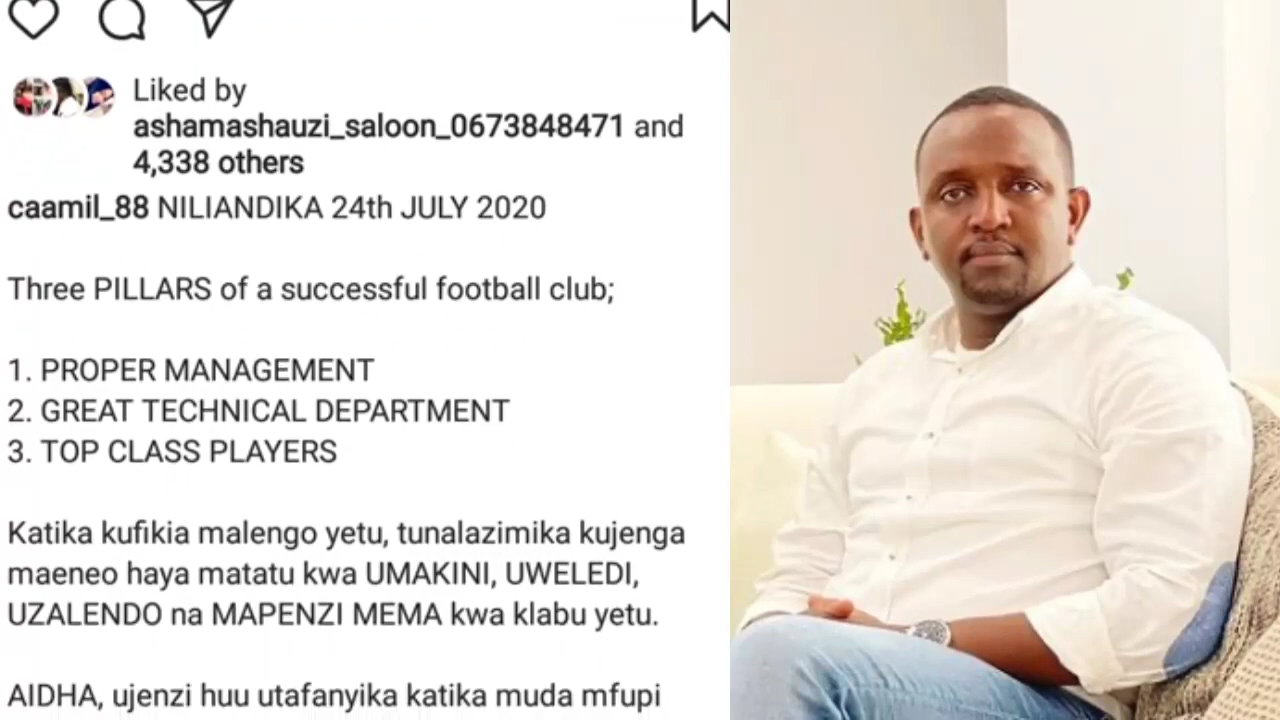 Liked by
ashamashauzi_saloon_0673848471 and
4,338 others
caamil_88 NILIANDIKA 24th JULY 2020
Three PILLARS of a successful football club;
1. PROPER MANAGEMENT
2. GREAT TECHNICAL DEPARTMENT
3. TOP CLASS PLAYERS
Katika kufikia malengo yetu, tunalazimika kujenga
maeneo haya matatu kwa UMAKINI, UWELEDI,
UZALENDO na MAPENZI MEMA kwa klabu yetu.
AIDHA, ujenzi huu utafanyika katika muda mfupi